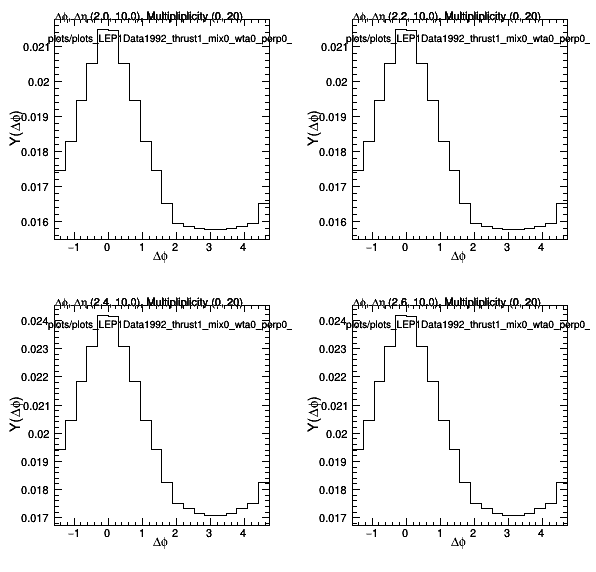 Δϕ, Δη (2.0, 10.0), Multipliplicity (0, 20)
plots/plots_LEP1Data1992_thrust1_mix0_wta0_perp0_
0.021
0.02
0.019
0.018
0.017
0.016
Y(Δϕ)
−1 0 1 2 3 4
Δϕ
Δϕ, Δη (2.2, 10.0), Multipliplicity (0, 20)
plots/plots_LEP1Data1992_thrust1_mix0_wta0_perp0_
0.021
0.02
0.019
0.018
0.017
0.016
Y(Δϕ)
−1 0 1 2 3 4
Δϕ
Δϕ, Δη (2.4, 10.0), Multipliplicity (0, 20)
plots/plots_LEP1Data1992_thrust1_mix0_wta0_perp0_
0.024
0.023
0.022
0.021
0.02
0.019
0.018
0.017
Y(Δϕ)
−1 0 1 2 3 4
Δϕ
Δϕ, Δη (2.6, 10.0), Multipliplicity (0, 20)
plots/plots_LEP1Data1992_thrust1_mix0_wta0_perp0_
0.024
0.023
0.022
0.021
0.02
0.019
0.018
0.017
Y(Δϕ)
−1 0 1 2 3 4
Δϕ